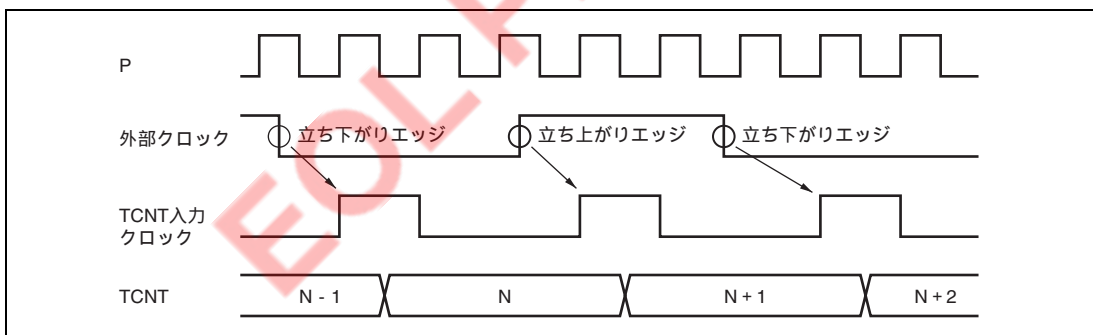 P
外部クロック
立ち下がりエッジ
立ち上がりエッジ
立ち下がりエッジ
TCNT入力
クロック
TCNT
N - 1
N
N + 1
N + 2
EOL P